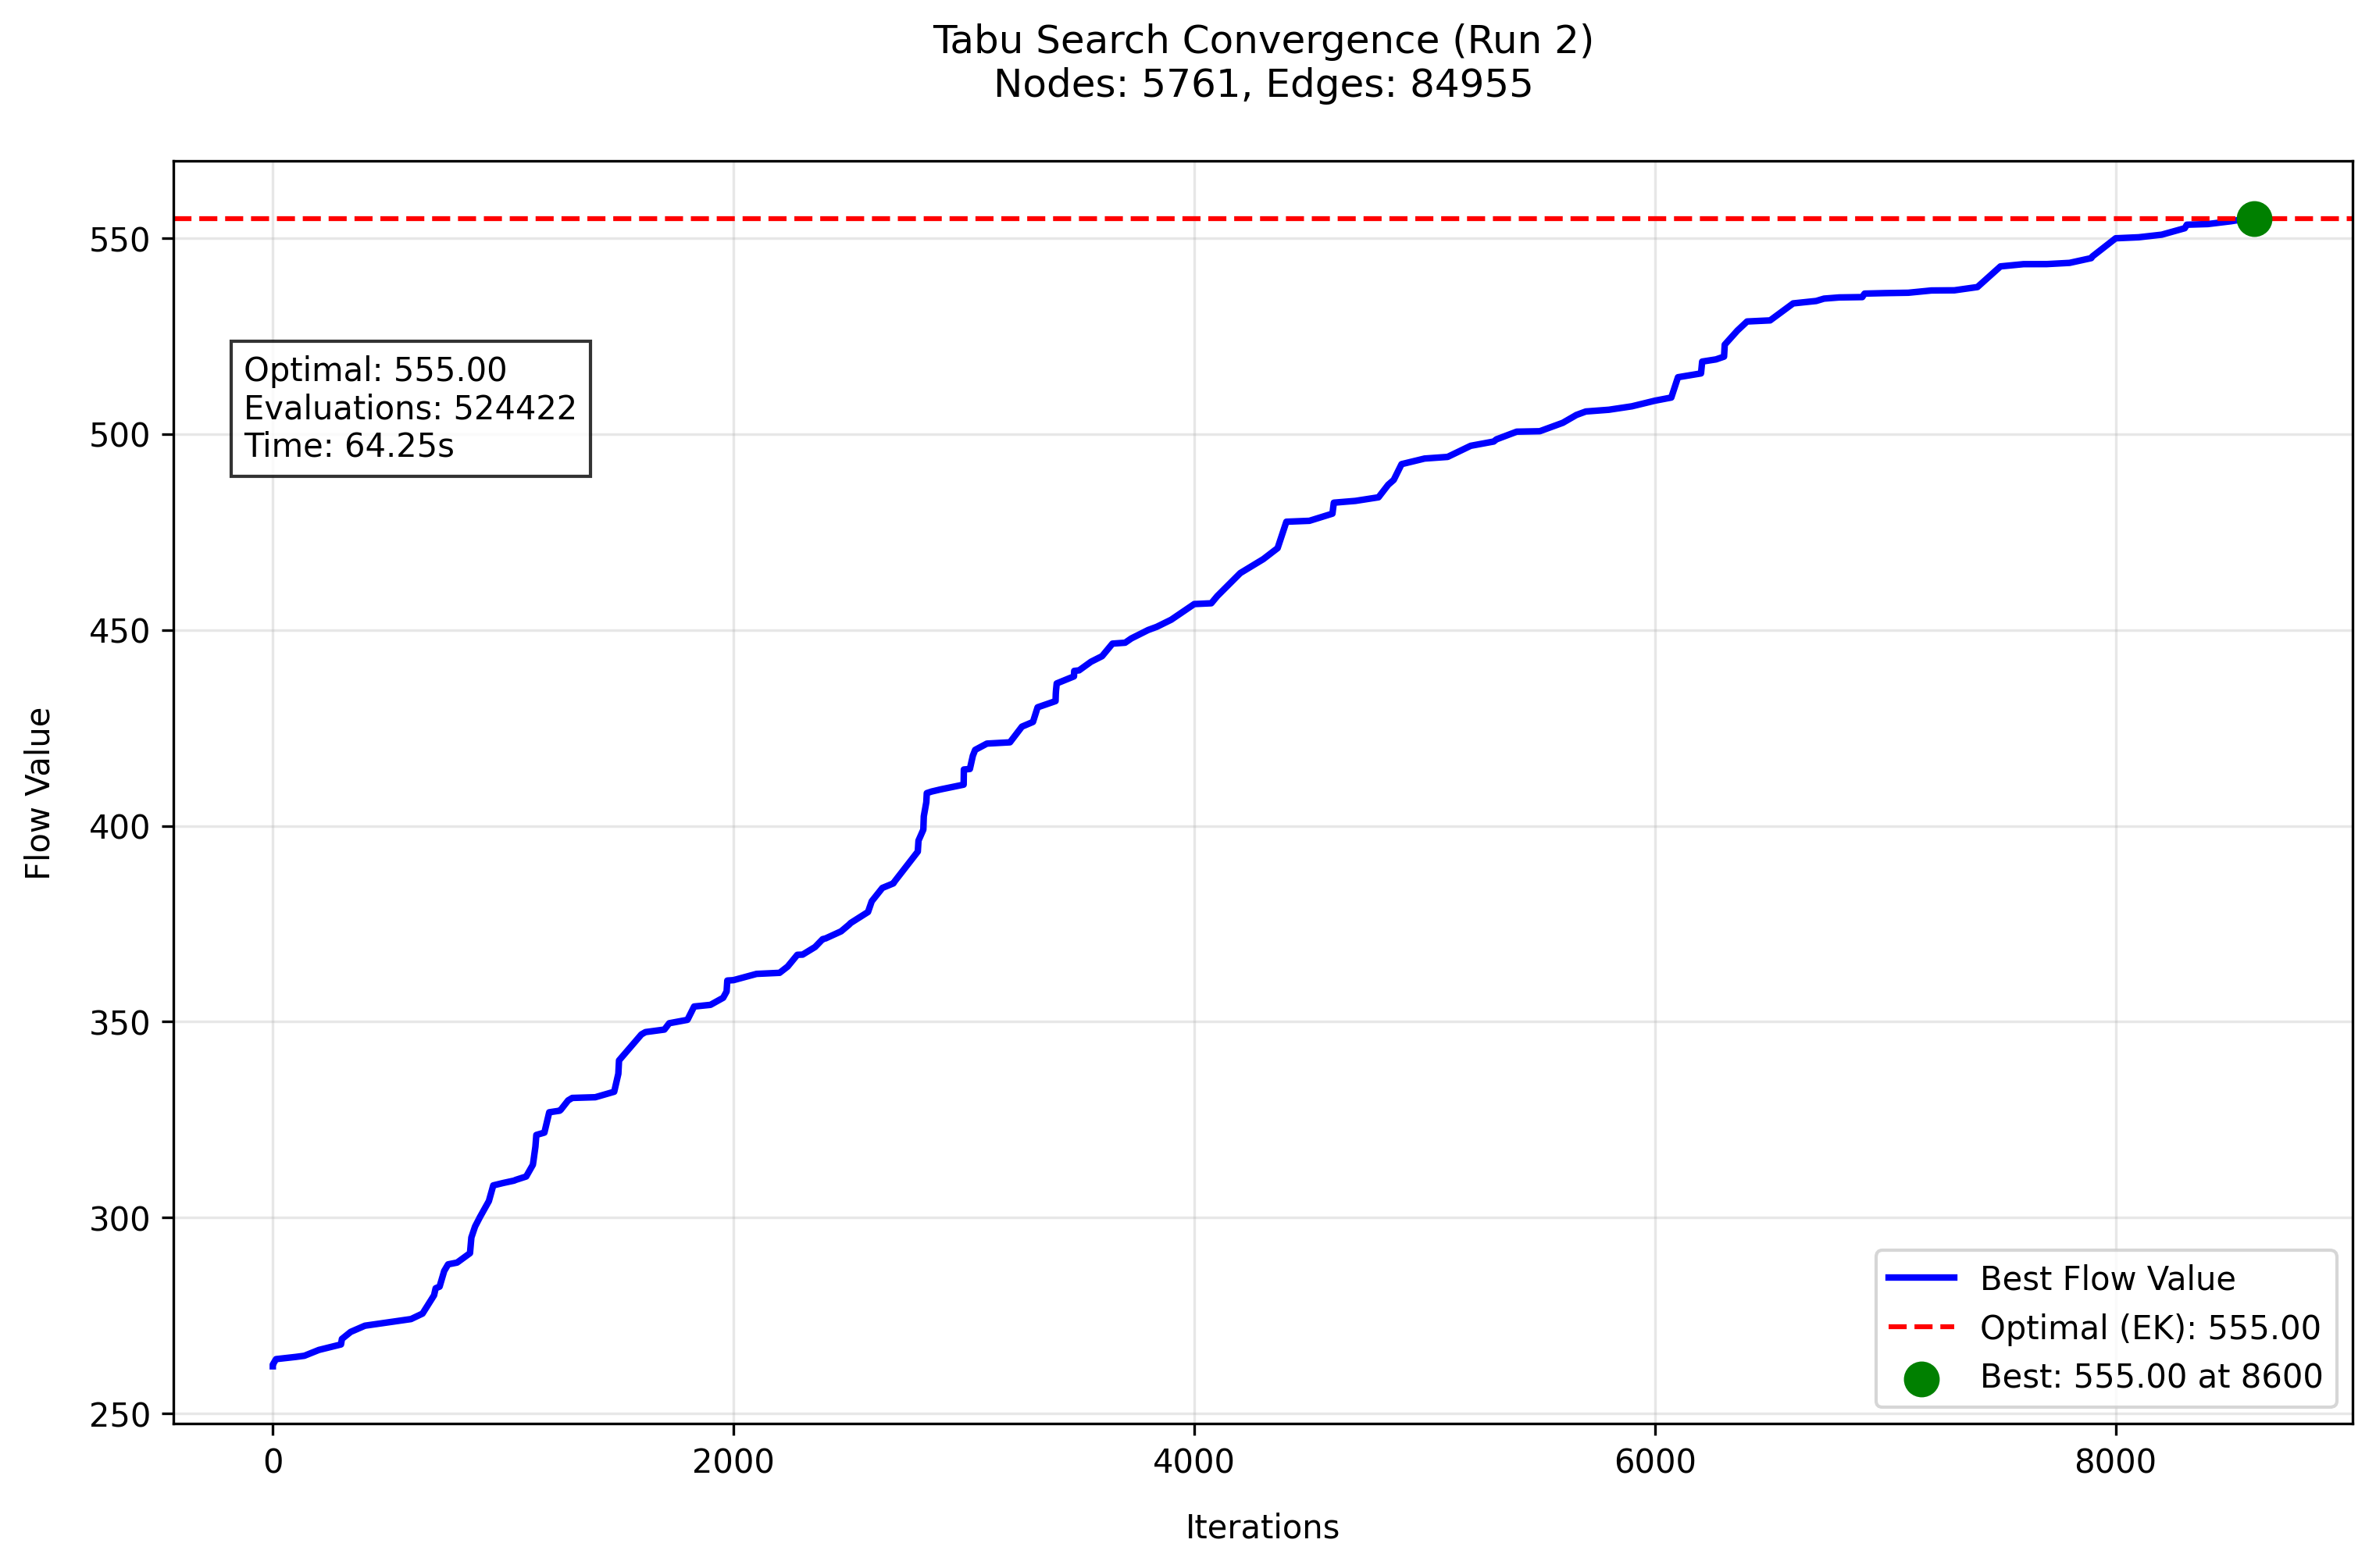 Tabu Search Convergence (Run 2)
Nodes: 5761, Edges: 84955
Optimal: 555.00
Evaluations: 524422
Time: 64.25s
Flow Value
550
500
450
400
350
300
250
0
2000
4000
6000
8000
Iterations
Best Flow Value
Optimal (EK): 555.00
Best: 555.00 at 8600